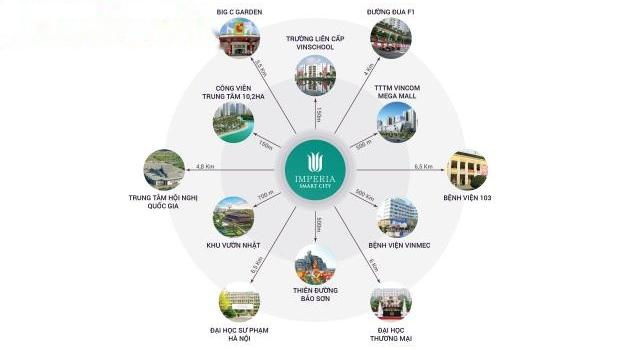 BIG C GARDEN
ĐƯỜNG ĐUA F1
TRƯỜNG LIÊN CẤP
VINSCHOOL
3,5 Km
4 Km
CÔNG VIÊN
TRUNG TÂM 10,2HA
TTTM VINCOM
MEGA MALL
150m
150m
500 m
IMPERIA
SMART CITY
4,8 Km
6,5 Km
TRUNG TÂM HỘI NGHỊ
QUỐC GIA
BỆNH VIỆN 103
700 m
500 Km
500m
KHU VƯỜN NHẬT
BỆNH VIỆN VINMEC
6,5 Km
6 Km
THIÊN ĐƯỜNG
BẢO SƠN
ĐẠI HỌC SƯ PHẠM
HÀ NỘI
ĐẠI HỌC
THƯƠNG MẠI